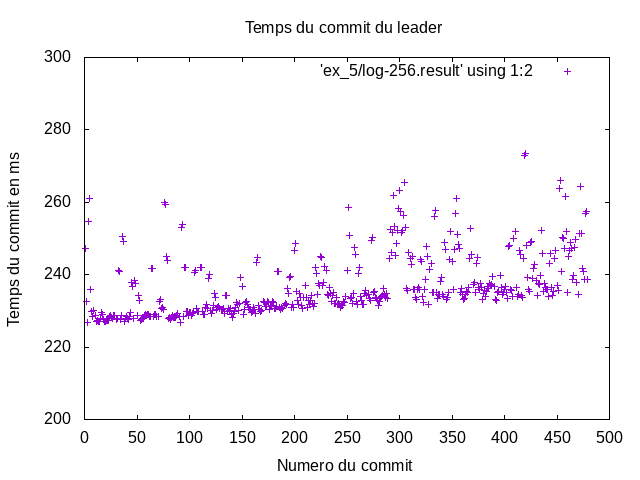 Temps du commit du leader
'ex_5/log-256.result' using 1:2
300
280
260
240
220
200
Temps du commit en ms
0 50 100 150 200 250 300 350 400 450 500
Numero du commit